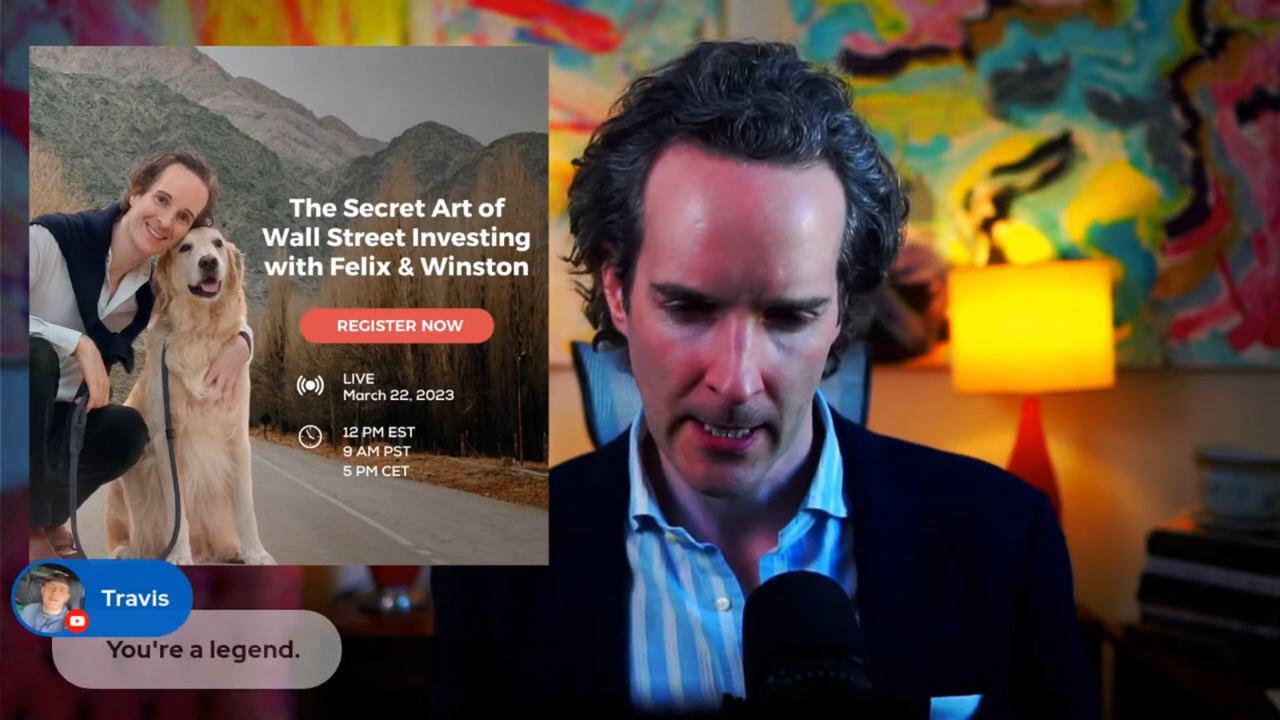 The Secret Art of
Wall Street Investing
with Felix & Winston
REGISTER NOW
LIVE
March 22, 2023
12 PM EST
9 AM PST
5 PM CET
Travis
You're a legend.